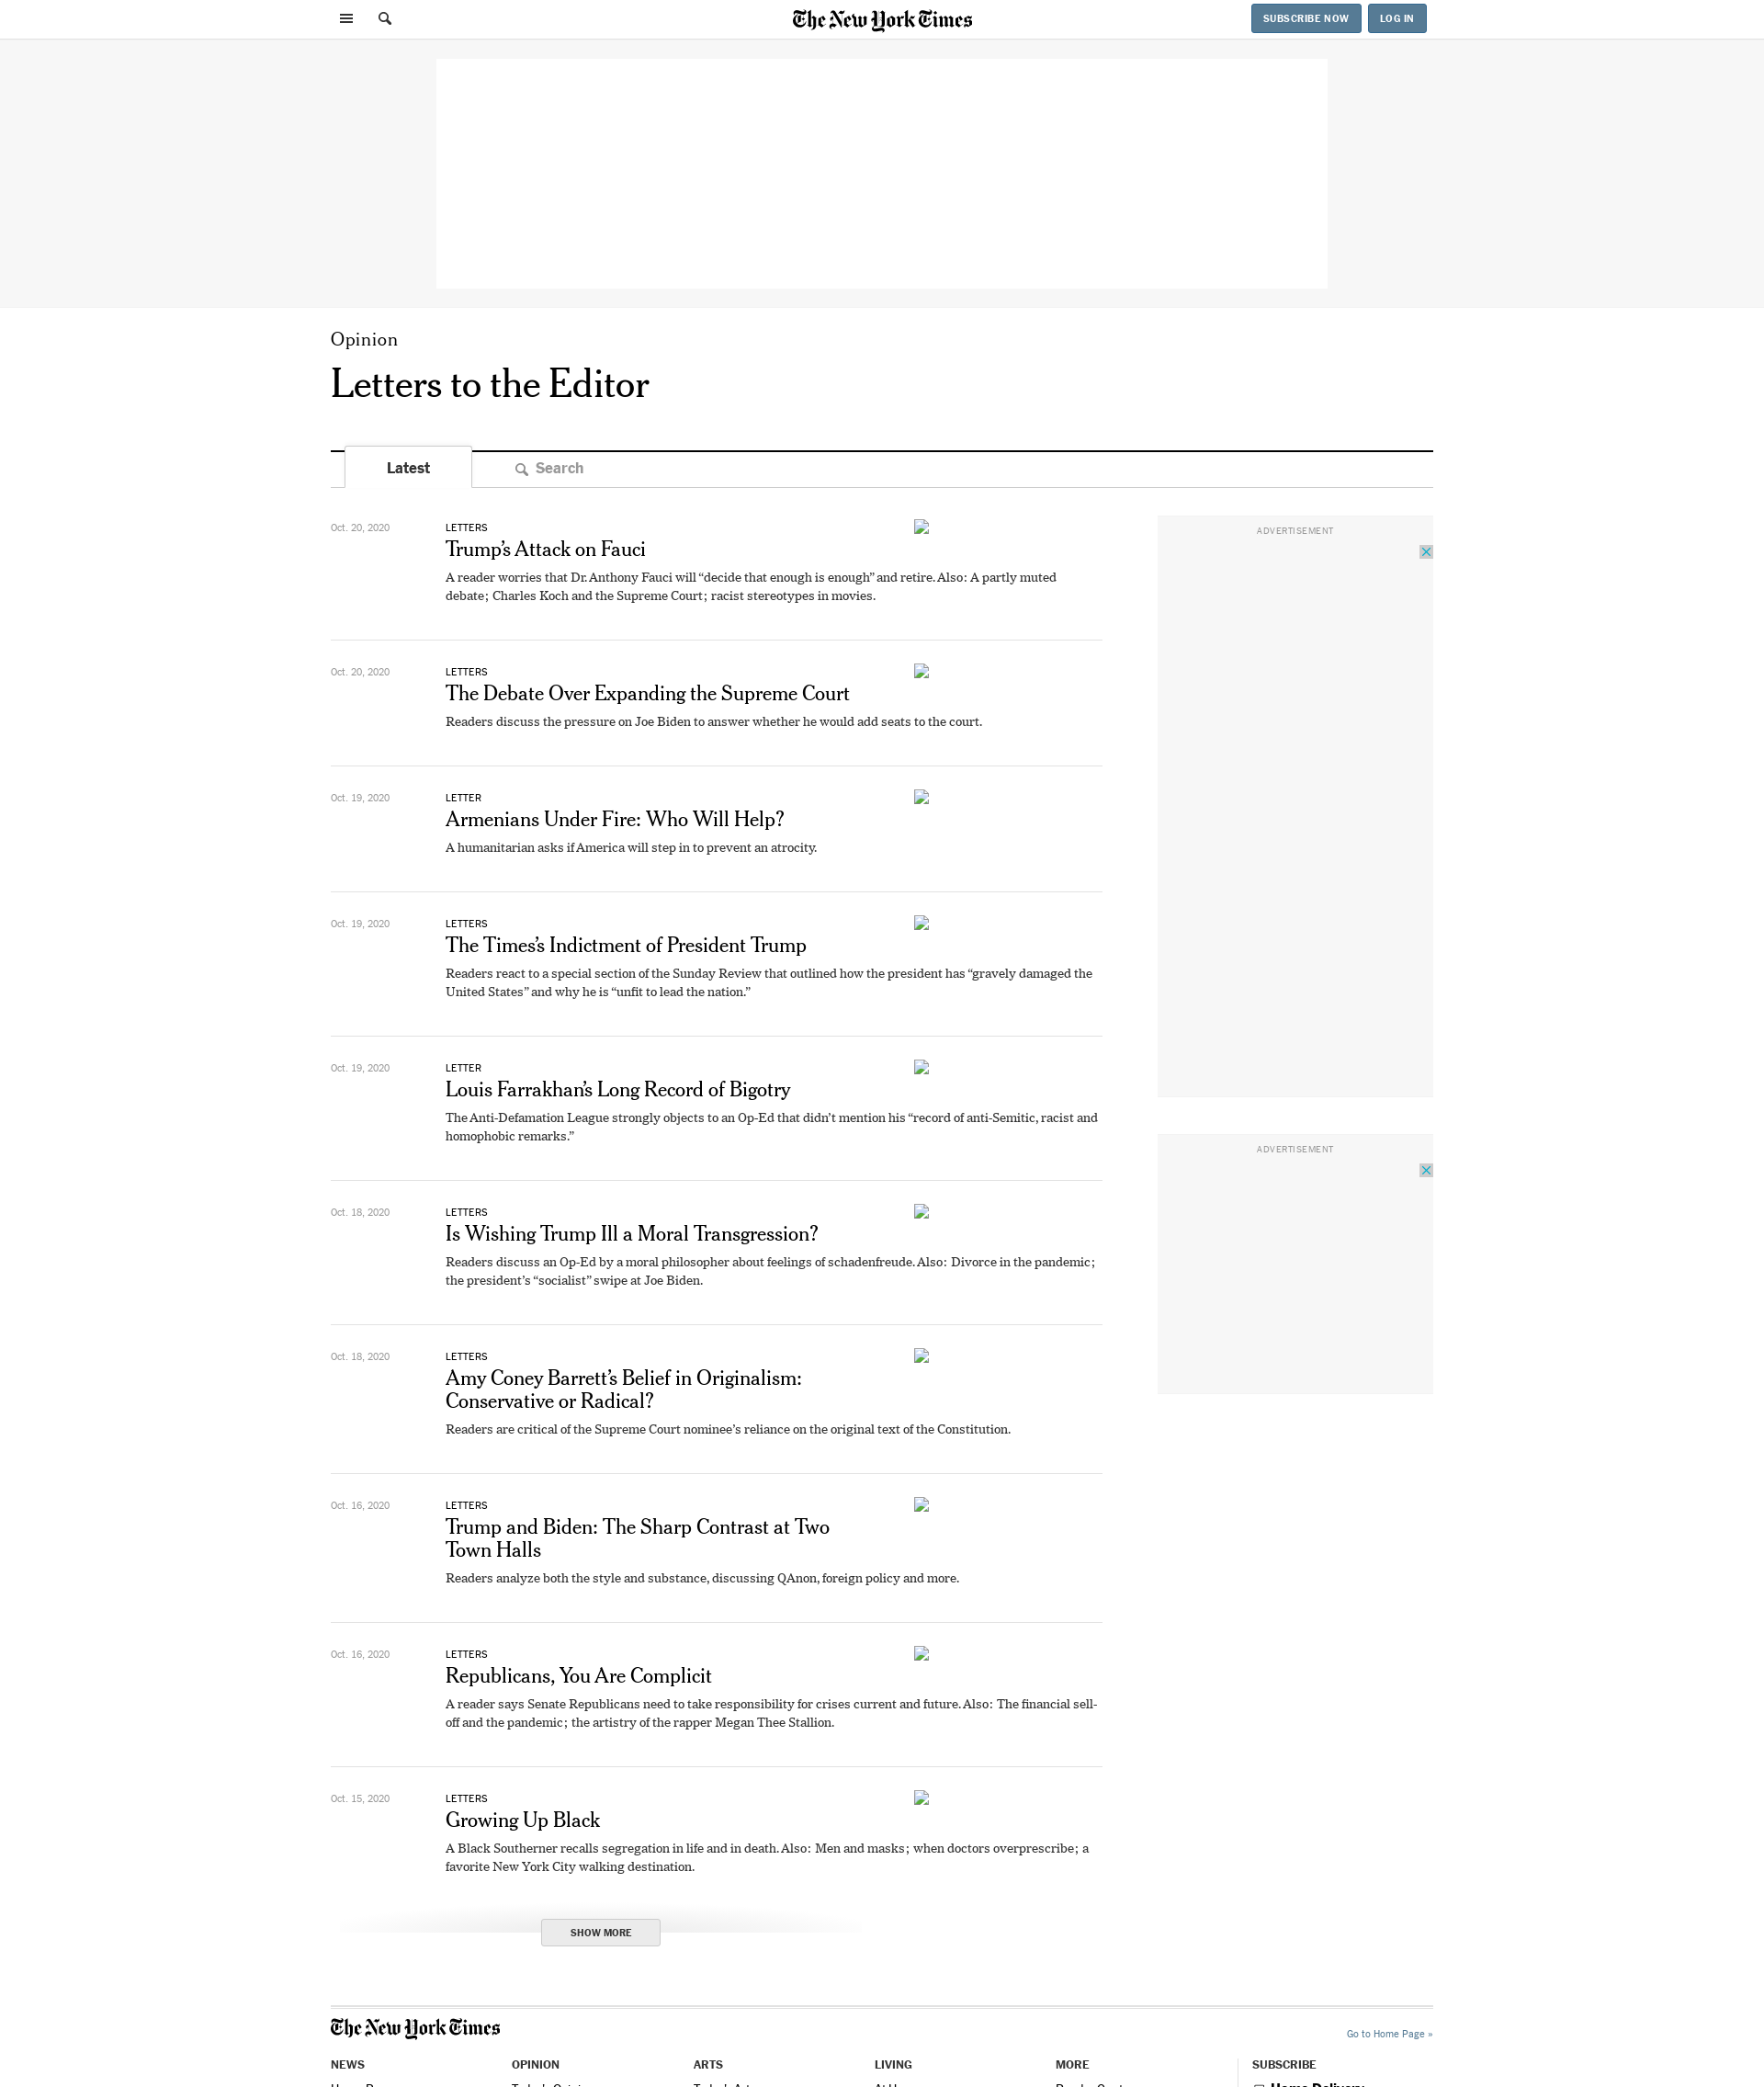 The New York Times
SUBSCRIBE NOW
LOG IN
Opinion
Letters to the Editor
Latest
Search
Oct. 20, 2020
LETTERS
Trump’s Attack on Fauci
A reader worries that Dr. Anthony Fauci will “decide that enough is enough” and retire. Also: A partly muted
debate; Charles Koch and the Supreme Court; racist stereotypes in movies.
Oct. 20, 2020
LETTERS
The Debate Over Expanding the Supreme Court
Readers discuss the pressure on Joe Biden to answer whether he would add seats to the court.
Oct. 19, 2020
LETTER
Armenians Under Fire: Who Will Help?
A humanitarian asks if America will step in to prevent an atrocity.
Oct. 19, 2020
LETTERS
The Times’s Indictment of President Trump
Readers react to a special section of the Sunday Review that outlined how the president has “gravely damaged the
United States” and why he is “unfit to lead the nation.”
Oct. 19, 2020
LETTER
Louis Farrakhan’s Long Record of Bigotry
The Anti-Defamation League strongly objects to an Op-Ed that didn’t mention his “record of anti-Semitic, racist and
homophobic remarks.”
Oct. 18, 2020
LETTERS
Is Wishing Trump Ill a Moral Transgression?
Readers discuss an Op-Ed by a moral philosopher about feelings of schadenfreude. Also: Divorce in the pandemic;
the president’s “socialist” swipe at Joe Biden.
Oct. 18, 2020
LETTERS
Amy Coney Barrett’s Belief in Originalism:
Conservative or Radical?
Readers are critical of the Supreme Court nominee’s reliance on the original text of the Constitution.
Oct. 16, 2020
LETTERS
Trump and Biden: The Sharp Contrast at Two
Town Halls
Readers analyze both the style and substance, discussing QAnon, foreign policy and more.
Oct. 16, 2020
LETTERS
Republicans, You Are Complicit
A reader says Senate Republicans need to take responsibility for crises current and future. Also: The financial sell-
off and the pandemic; the artistry of the rapper Megan Thee Stallion.
Oct. 15, 2020
LETTERS
Growing Up Black
A Black Southerner recalls segregation in life and in death. Also: Men and masks; when doctors overprescribe; a
favorite New York City walking destination.
SHOW MORE
ADVERTISEMENT
ADVERTISEMENT
The New York Times
Go to Home Page »
NEWS
OPINION
ARTS
LIVING
MORE
SUBSCRIBE
Home Delivery